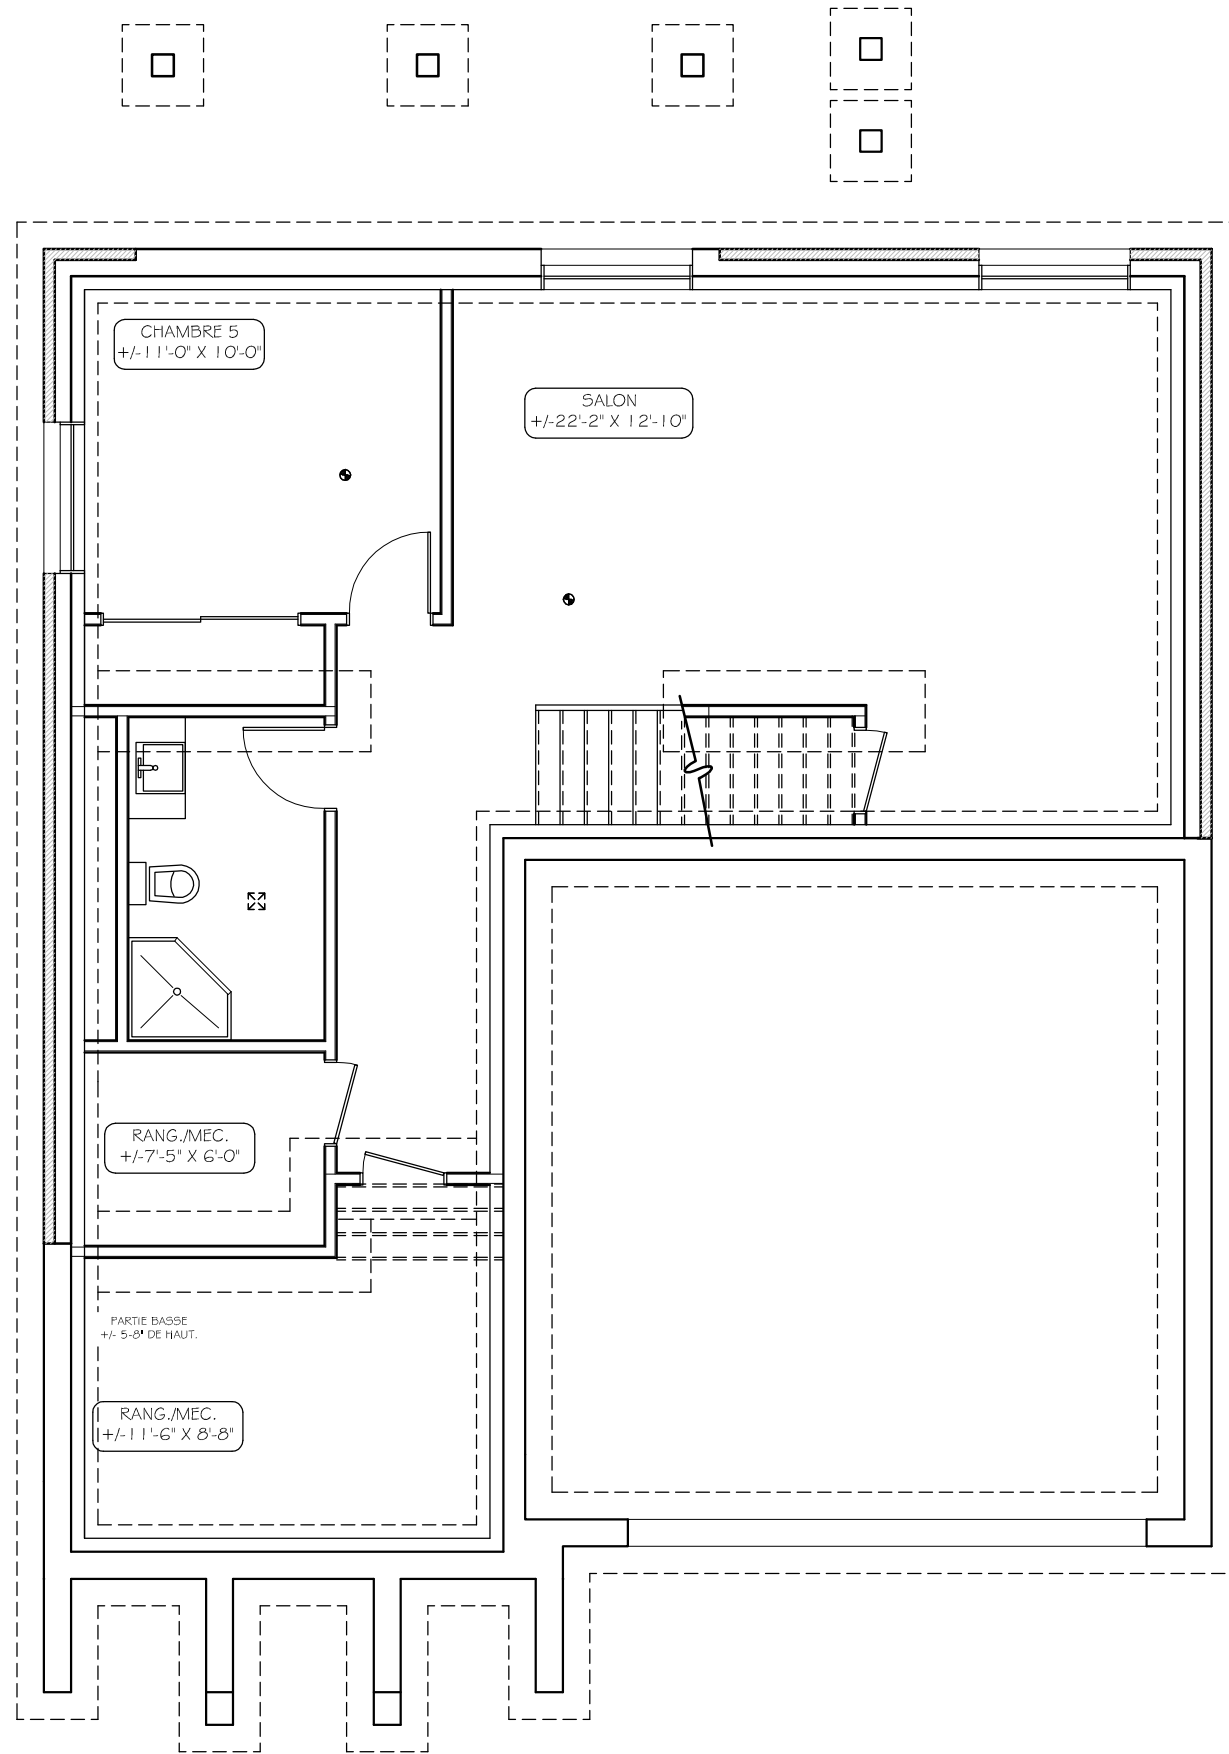 CHAMBRE 5
+/-11'-0" X 10'-0"
SALON
+/-22'-2" X 12'-10"
RANG./MEC.
+/-7'-5" X 6'-0"
PARTIE BASSE
+/- 5-8" DE HAUT.
RANG./MEC.
+/-11'-6" X 8'-8"